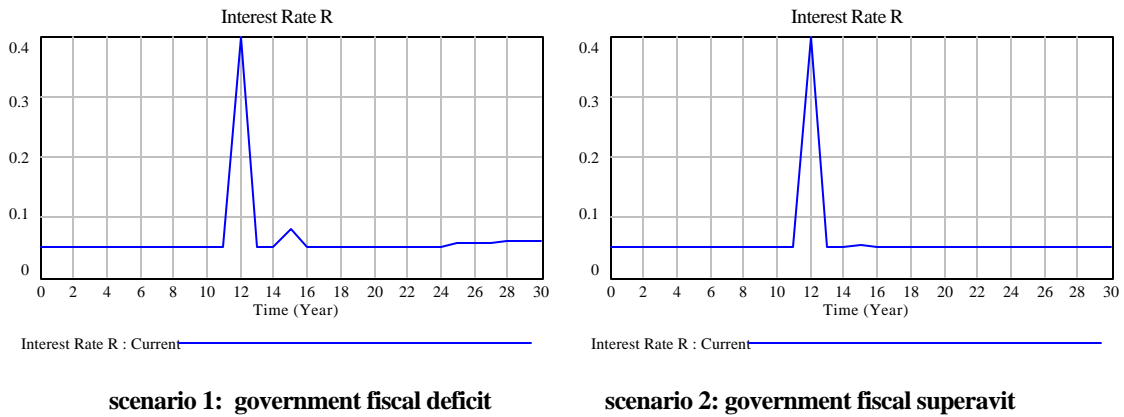 Interest Rate R
0.4
0.3
0.2
0.1
0
0 2 4 6 8 10 12 14 16 18 20 22 24 26 28 30
Time (Year)
Interest Rate R : Current
scenario 1: government fiscal deficit
Interest Rate R
0.4
0.3
0.2
0.1
0
0 2 4 6 8 10 12 14 16 18 20 22 24 26 28 30
Time (Year)
Interest Rate R : Current
scenario 2: government fiscal superavit